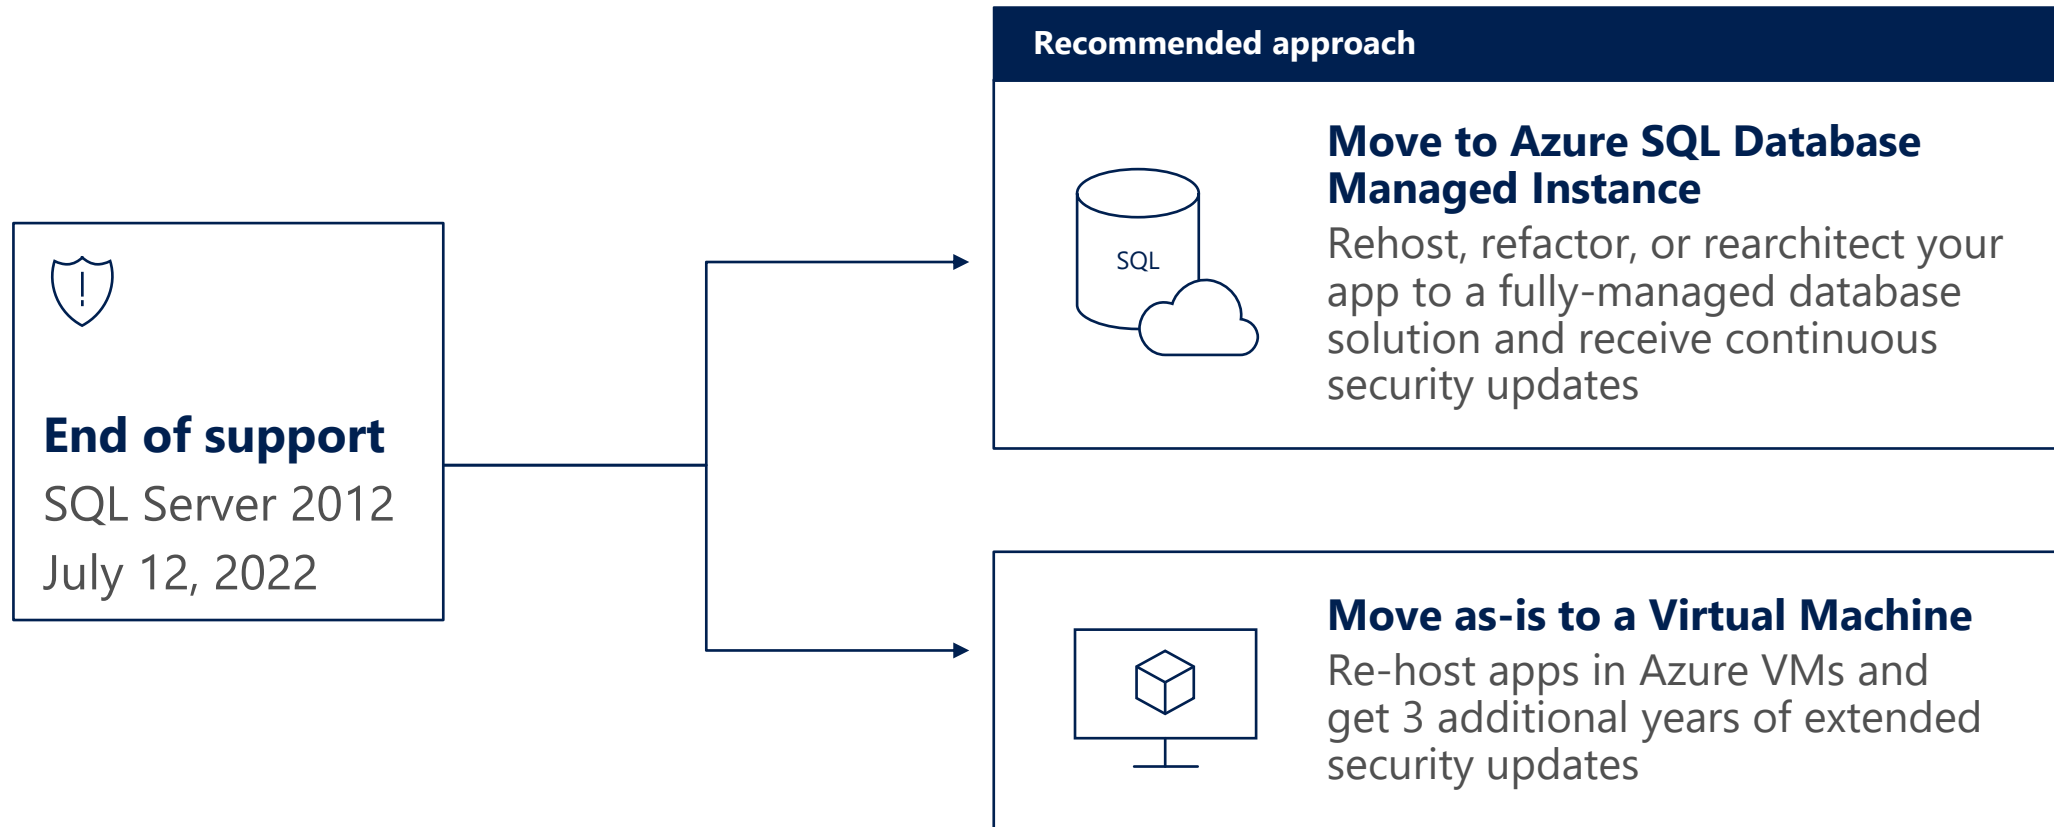 End of support
SQL Server 2012
July 12, 2022
Recommended approach
SQL
Move to Azure SQL Database
Managed Instance
Rehost, refactor, or rearchitect your
app to a fully-managed database
solution and receive continuous
security updates
Move as-is to a Virtual Machine
Re-host apps in Azure VMs and
get 3 additional years of extended
security updates